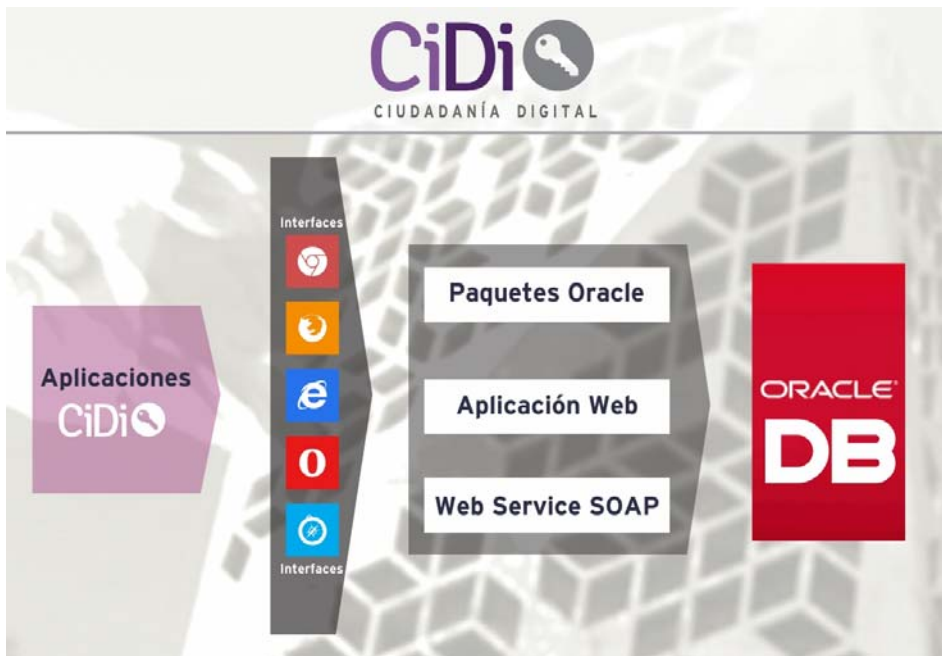 CiDi
CIUDADANÍA DIGITAL
Aplicaciones
CiDi
Interfaces
Interfaces
Paquetes Oracle
Aplicación Web
Web Service SOAP
ORACLE®
DB